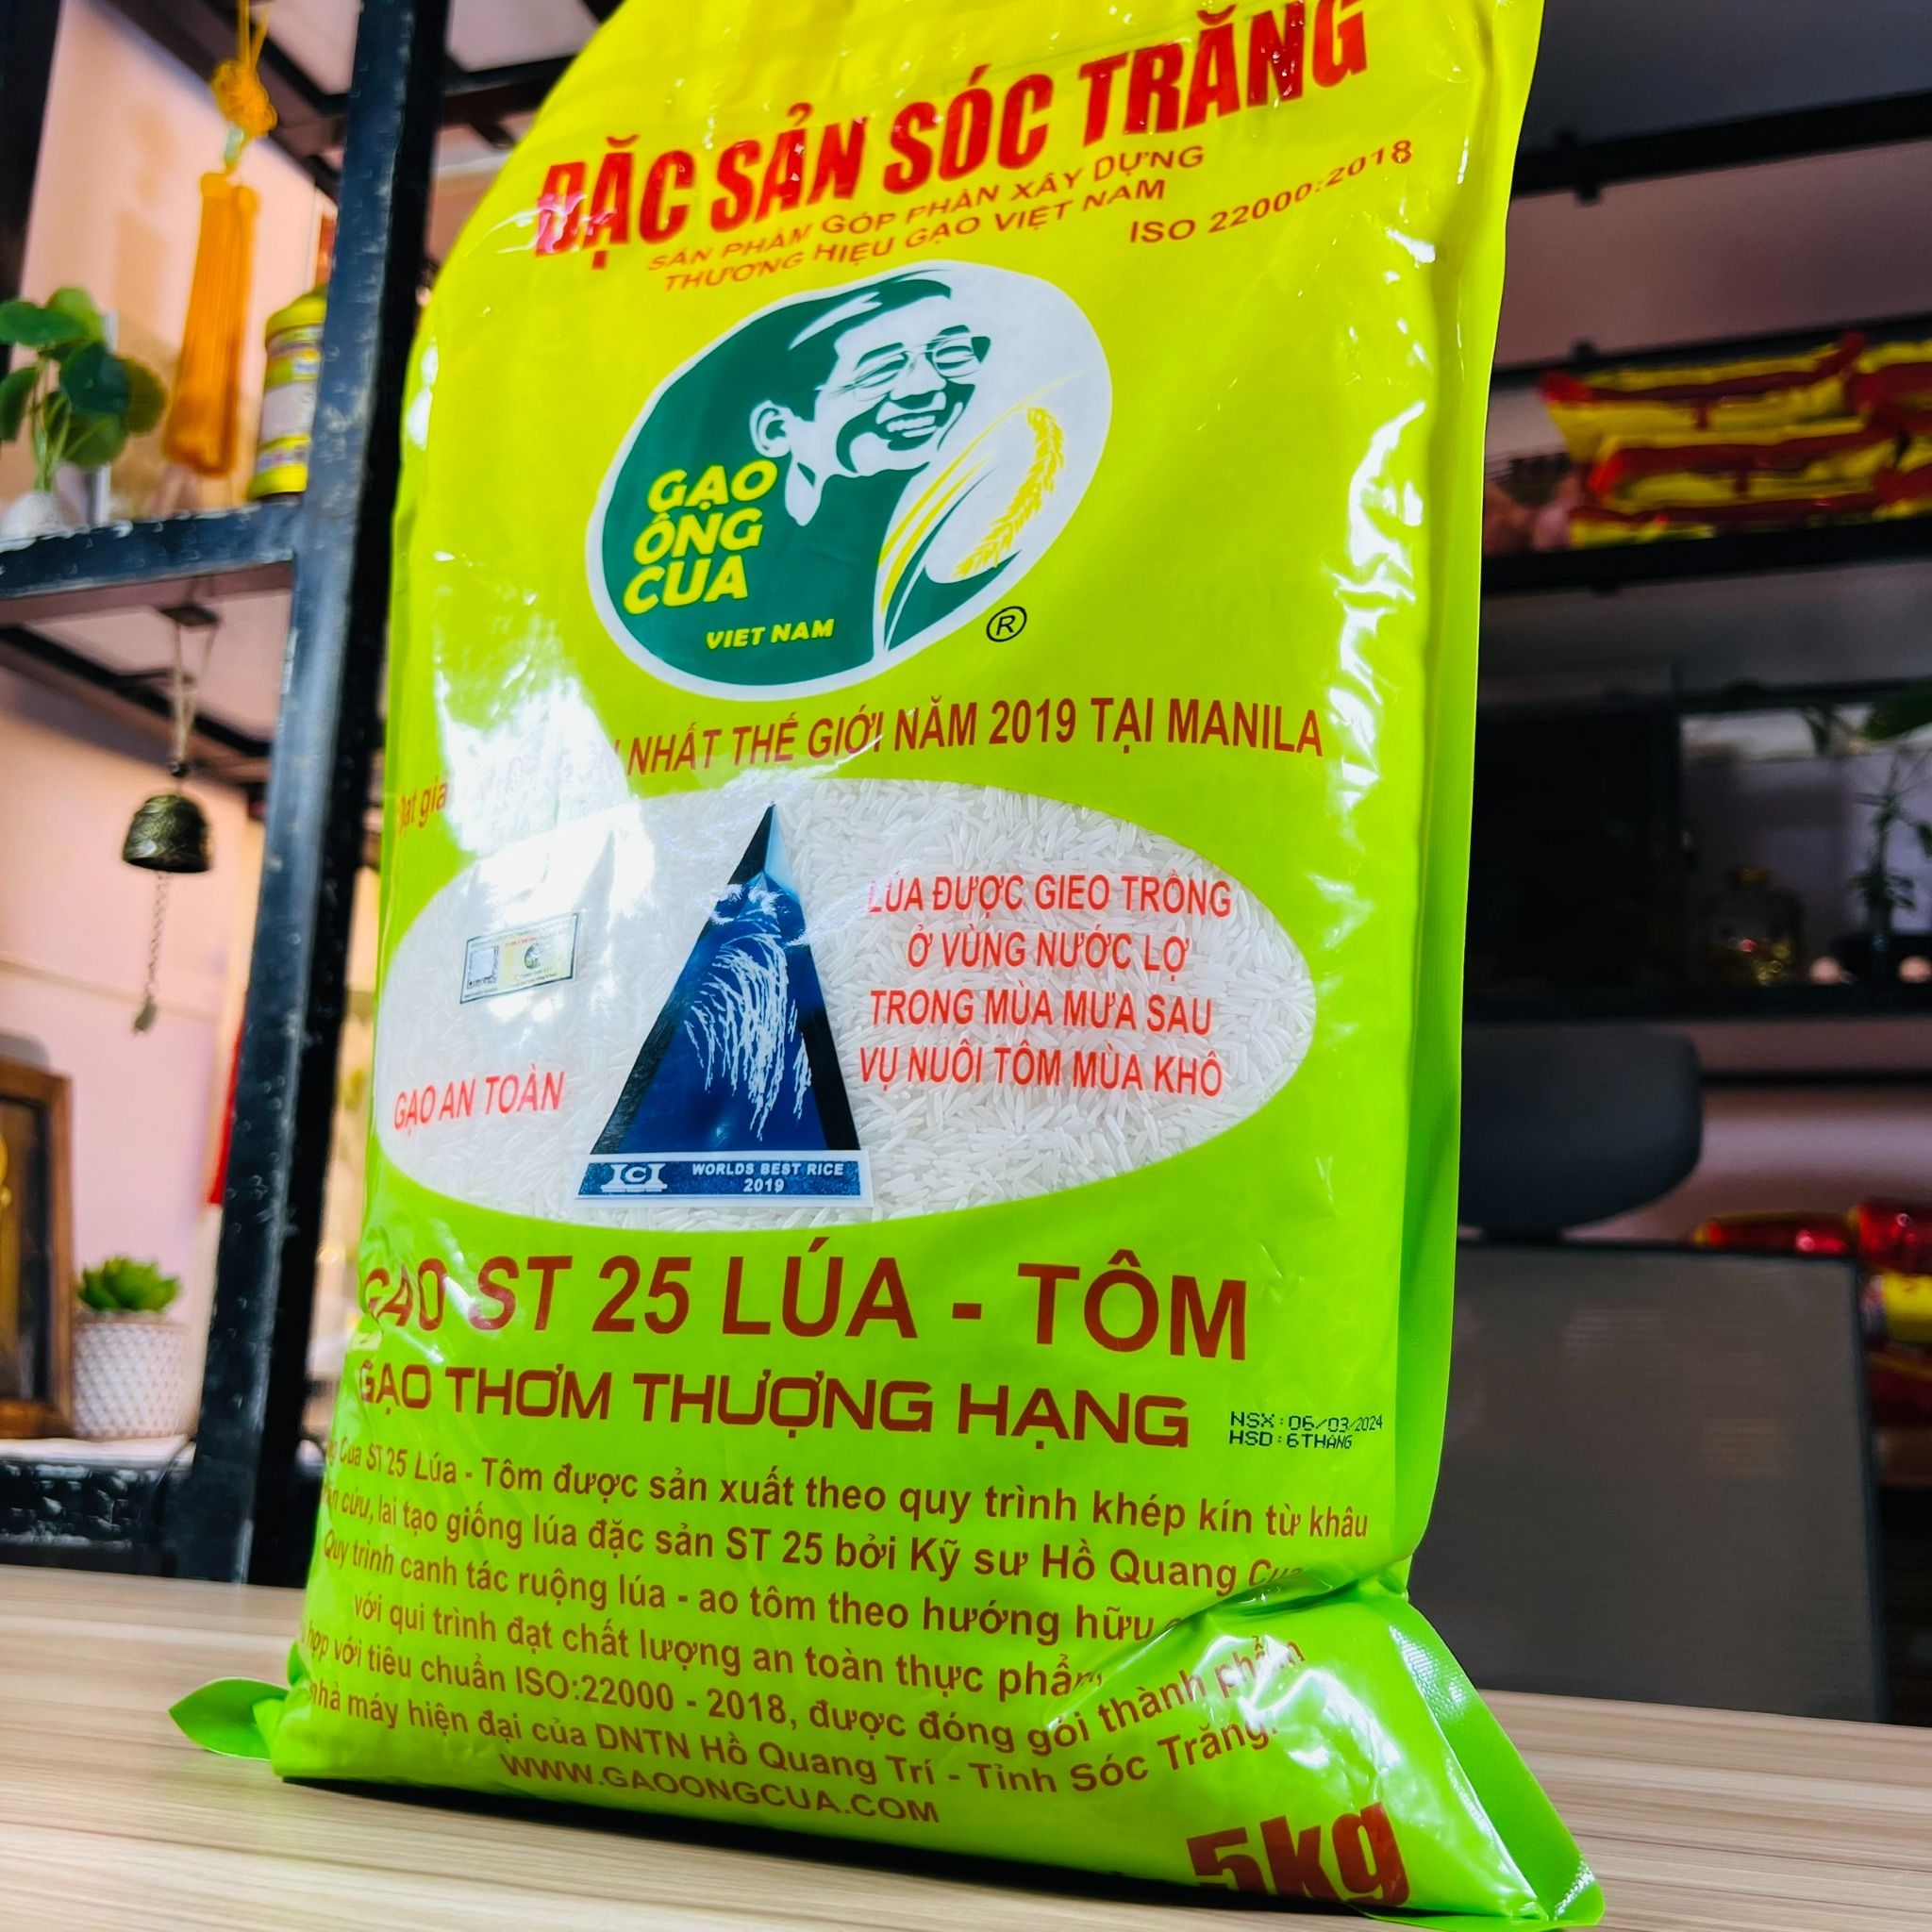 ĐẶC SẢN SÓC TRĂNG
SẢN PHẨM GÓP PHẦN XÂY DỰNG
THƯƠNG HIỆU GẠO VIỆT NAM
ISO 22000:2018
GẠO
ÔNG
CUA
VIET NAM
®
Đạt giả NHẤT THẾ GIỚI NĂM 2019 TẠI MANILA
LÚA ĐƯỢC GIEO TRỒNG
Ở VÙNG NƯỚC LỢ
TRONG MÙA MƯA SAU
VỤ NUÔI TÔM MÙA KHÔ
GẠO AN TOÀN
WORLDS BEST RICE
2019
GẠO ST 25 LÚA - TÔM
GẠO THƠM THƯỢNG HẠNG
NSX: 06/03/2024
HSD: 6THANG
Cua ST 25 Lúa - Tôm được sản xuất theo quy trình khép kín từ khâu
cứu, lai tạo giống lúa đặc sản ST 25 bởi Kỹ sư Hồ Quang Cua
Quy trình canh tác ruộng lúa - ao tôm theo hướng hữu
với qui trình đạt chất lượng an toàn thực phẩm
hợp với tiêu chuẩn ISO:22000 - 2018, được đóng gói thành phẩm
nhà máy hiện đại của DNTN Hồ Quang Trí - Tỉnh Sóc Trăng.
WWW.GAOONGCUA.COM
5kg